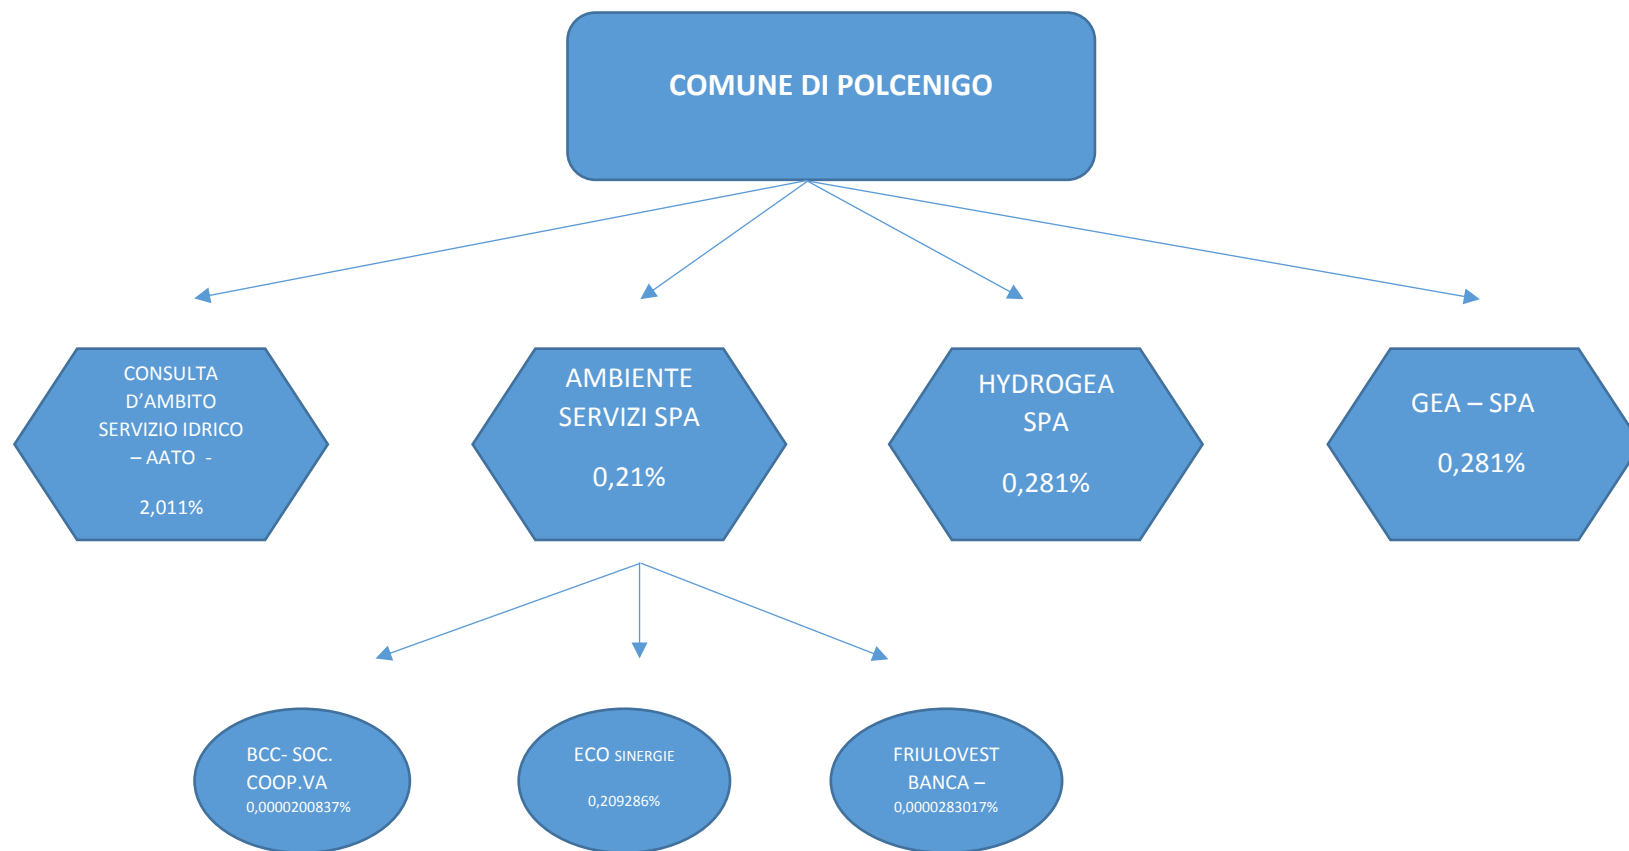 COMUNE DI POLCENIGO
CONSULTA
D’AMBITO
SERVIZIO IDRICO
– AATO -
2,011%
AMBIENTE
SERVIZI SPA
0,21%
HYDROGEA
SPA
0,281%
GEA – SPA
0,281%
BCC- SOC.
COOP.VA
0,0000200837%
ECO SINERGIE
0,209286%
FRIULOVEST
BANCA –
0,0000283017%